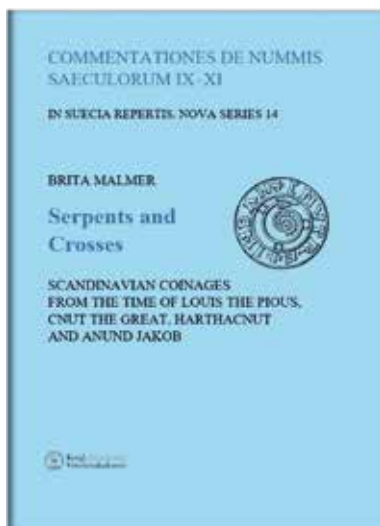 COMMENTATIONES DE NUMMIS
SAECULORUM IX-XI
IN SUECIA REPERTIS. NOVA SERIES 14
BRITA MALMER
Serpents and
Crosses
SCANDINAVIAN COINAGES
FROM THE TIME OF LOUIS THE PIOUS,
CNUT THE GREAT, HARTHACNUT
AND ANUND JAKOB